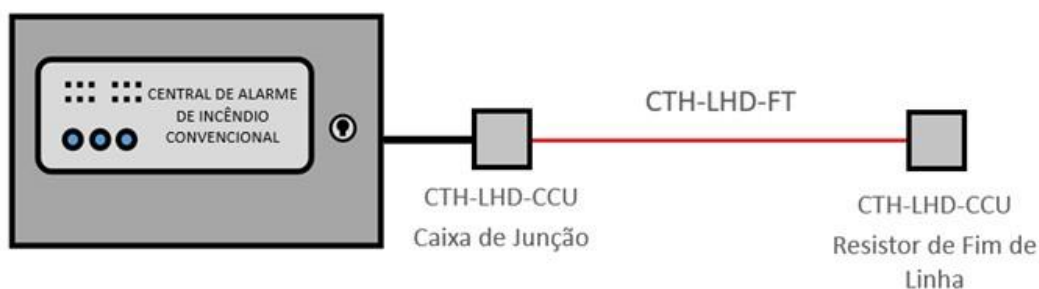 CENTRAL DE ALARME
DE INCÊNDIO
CONVENCIONAL
CTH-LHD-FT
CTH-LHD-CCU
Caixa de Junção
CTH-LHD-CCU
Resistor de Fim de
Linha